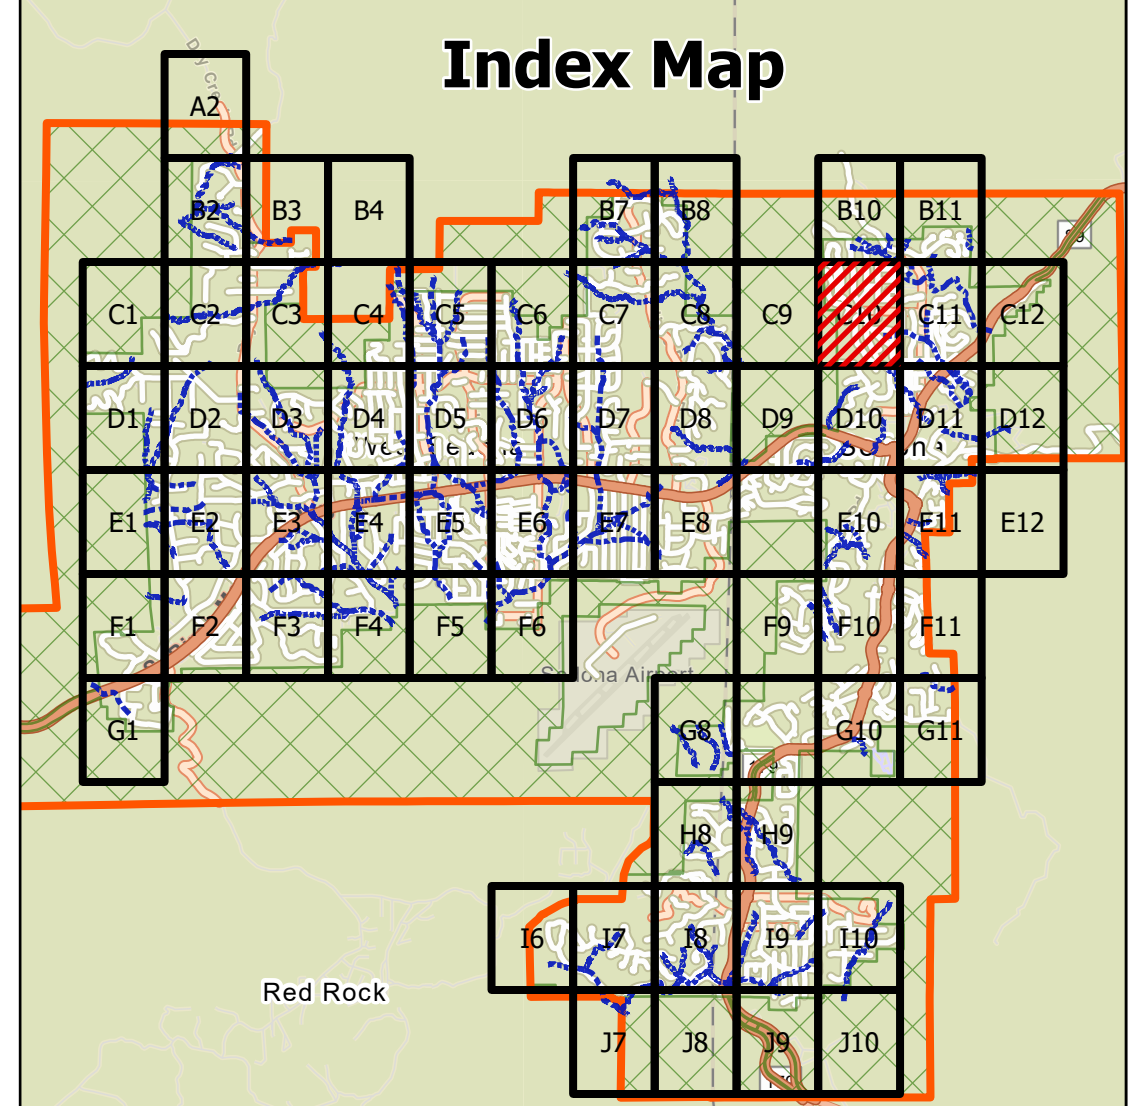 Index Map
A2
B2 B3 B4 B7 B8 B10 B11
89
C1 C2 C3 C4 C5 C6 C7 C8 C9 C10 C11 C12
D1 D2 D3 D4 D5 D6 D7 D8 D9 D10 D11 D12
E1 E2 E3 E4 E5 E6 E7 E8 E10 E11 E12
F1 F2 F3 F4 F5 F6 F9 F10 F11
Sedona Airport
G1 G8 G10 G11
H8 H9
I6 I7 I8 I9 I10
Red Rock
J7 J8 J9 J10